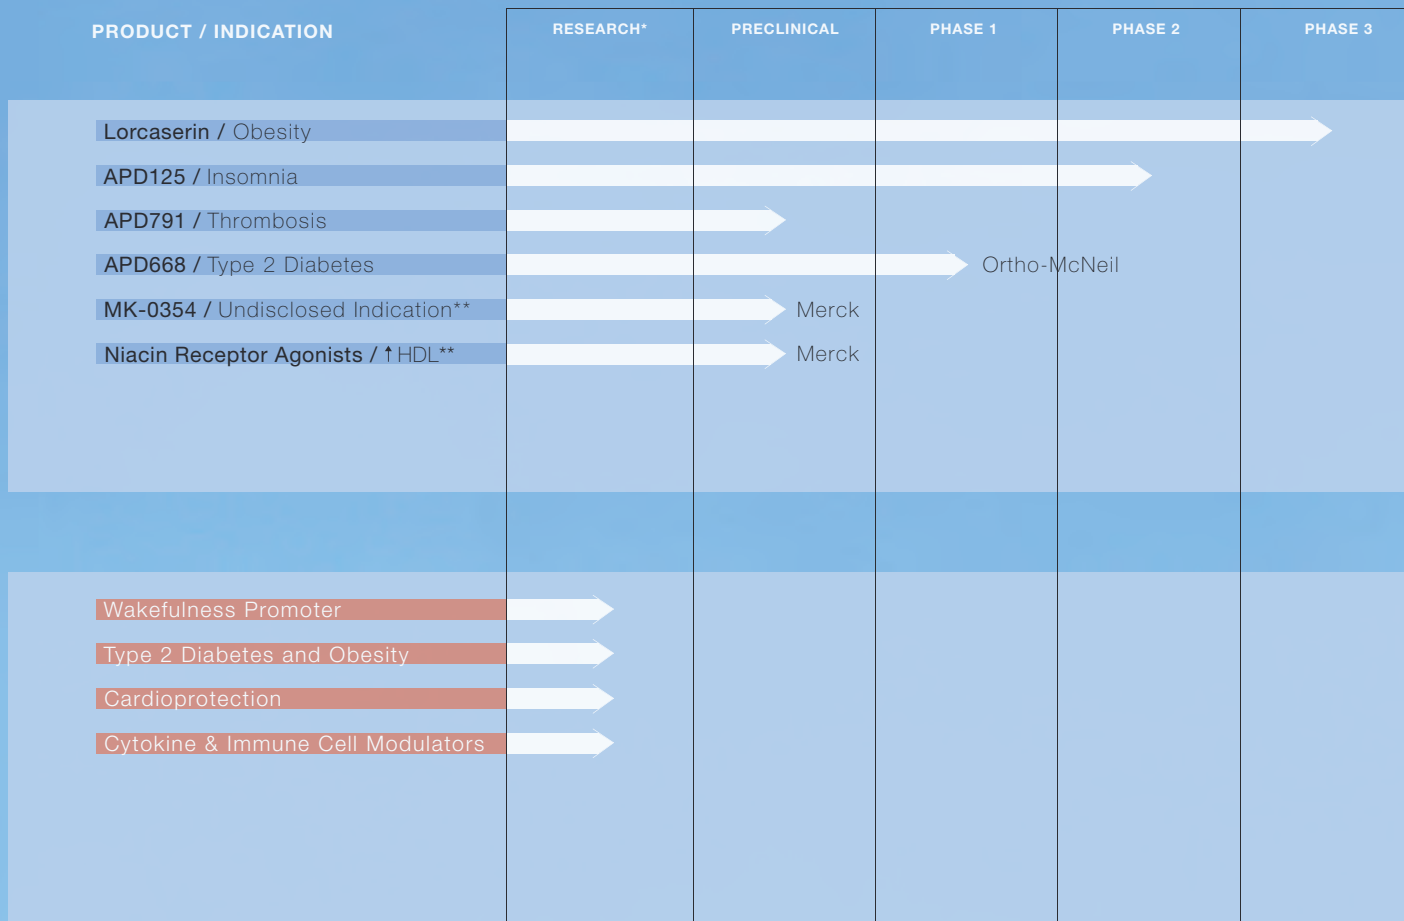 PRODUCT / INDICATION RESEARCH* PRECLINICAL PHASE 1 PHASE 2 PHASE 3
Lorcaserin / Obesity
APD125 / Insomnia
APD791 / Thrombosis
APD668 / Type 2 Diabetes Ortho-McNeil
MK-0354 / Undisclosed Indication** Merck
Niacin Receptor Agonists / ↑HDL** Merck
Wakefulness Promoter
Type 2 Diabetes and Obesity
Cardioprotection
Cytokine & Immune Cell Modulators